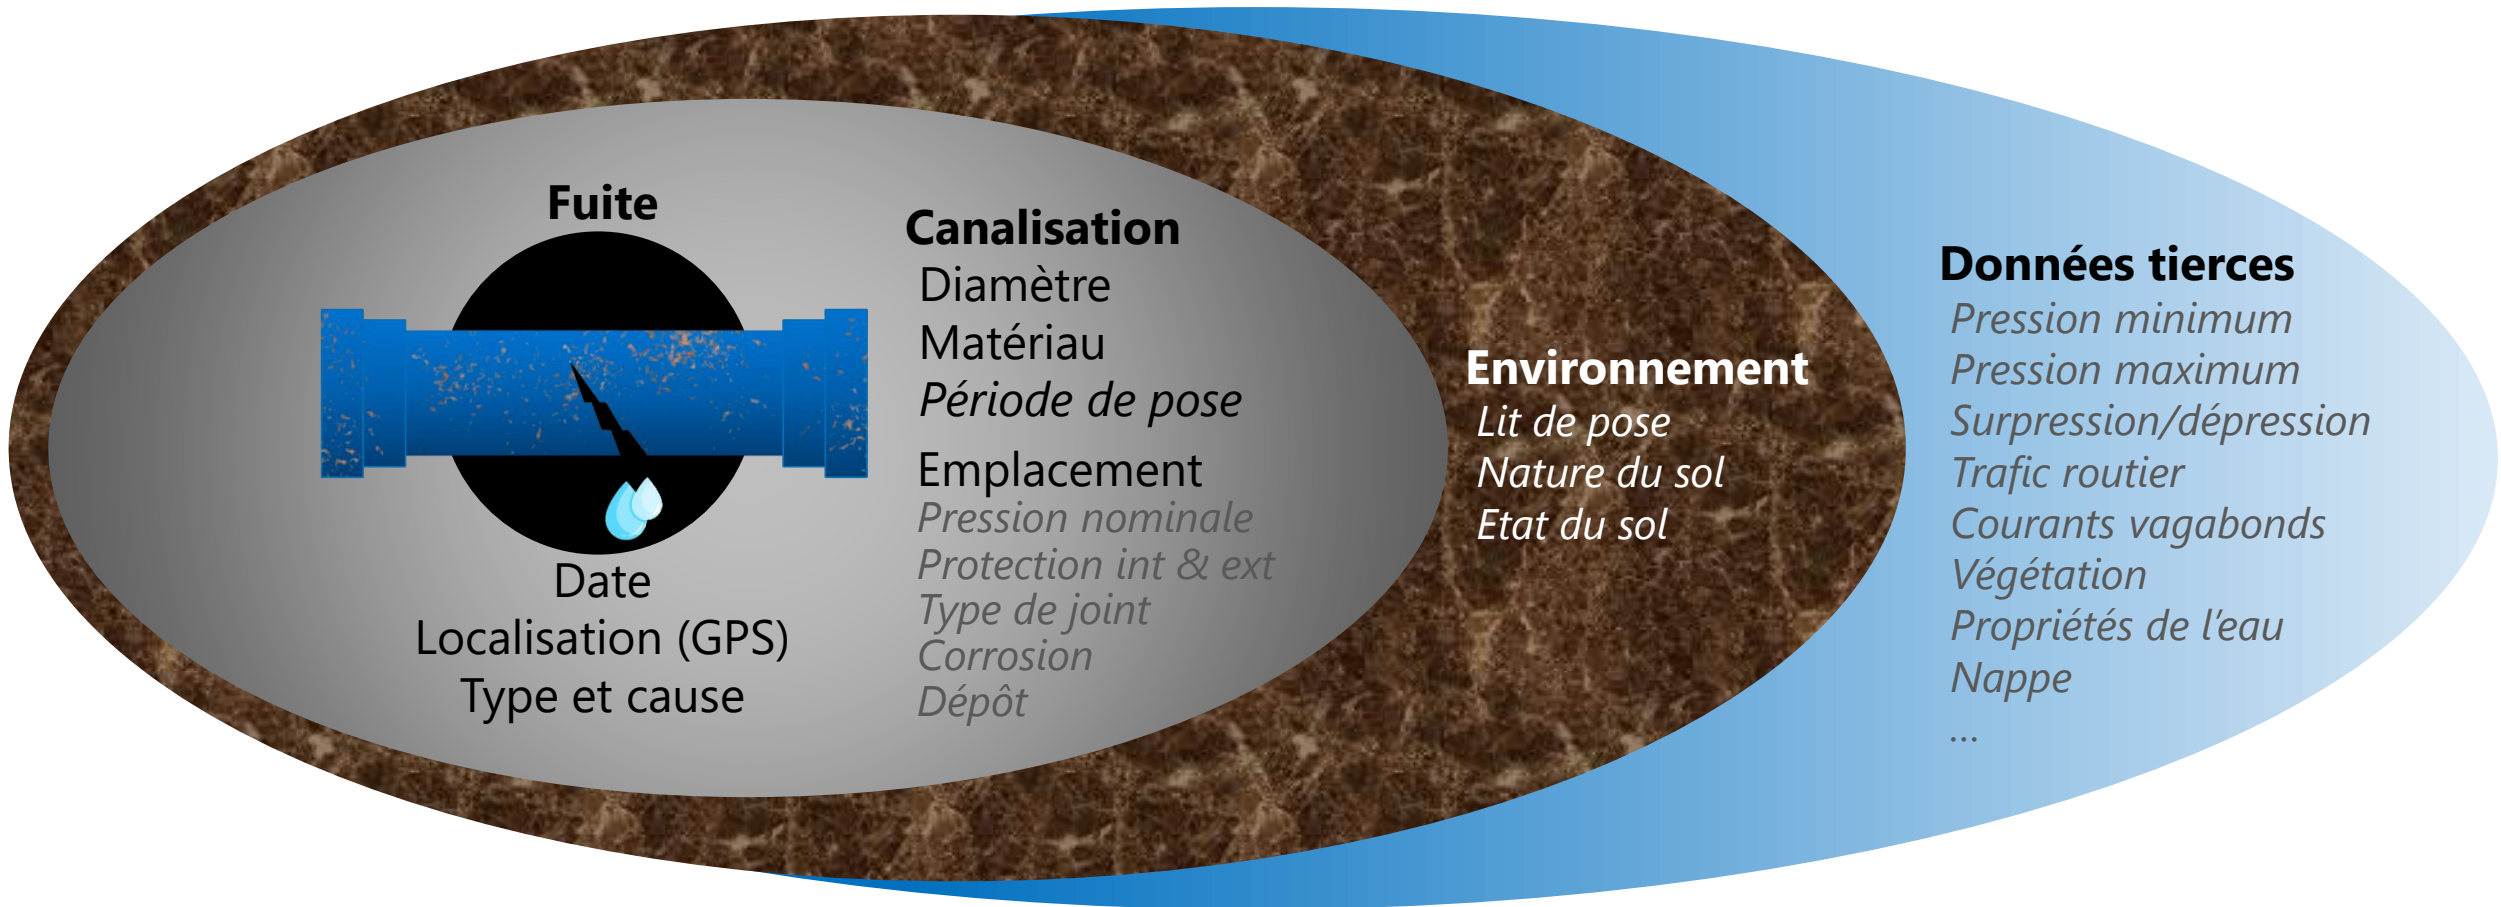 Fuite
Date
Localisation (GPS)
Type et cause
Canalisation
Diamètre
Matériau
Période de pose
Emplacement
Pression nominale
Protection int & ext
Type de joint
Corrosion
Dépôt
Environnement
Lit de pose
Nature du sol
Etat du sol
Données tierces
Pression minimum
Pression maximum
Surpression/dépression
Trafic routier
Courants vagabonds
Végétation
Propriétés de l’eau
Nappe
...